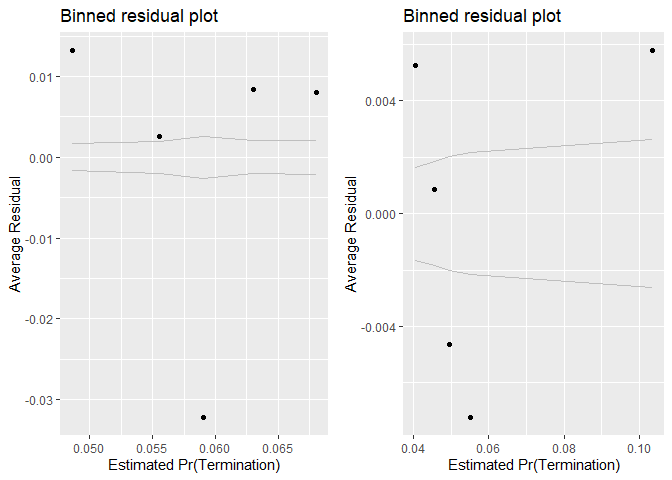 Binned residual plot
Average Residual
0.01
0.00
-0.01
-0.02
-0.03
0.050
0.055
0.060
0.065
Estimated Pr(Termination)
Binned residual plot
Average Residual
0.004
0.000
-0.004
0.04
0.06
0.08
0.10
Estimated Pr(Termination)